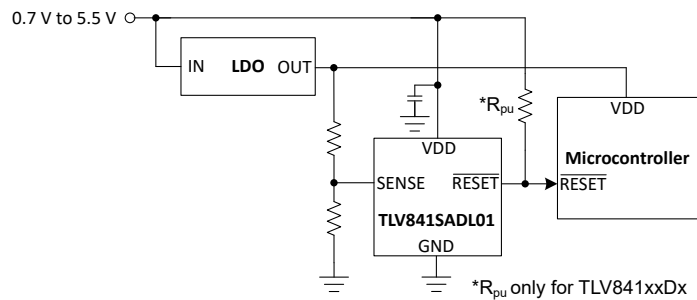 0.7 V to 5.5 V
IN LDO OUT
*Rpu
VDD
Microcontroller
RESET
VDD
SENSE RESET
TLV841SADL01
GND
*Rpu only for TLV841xxDx